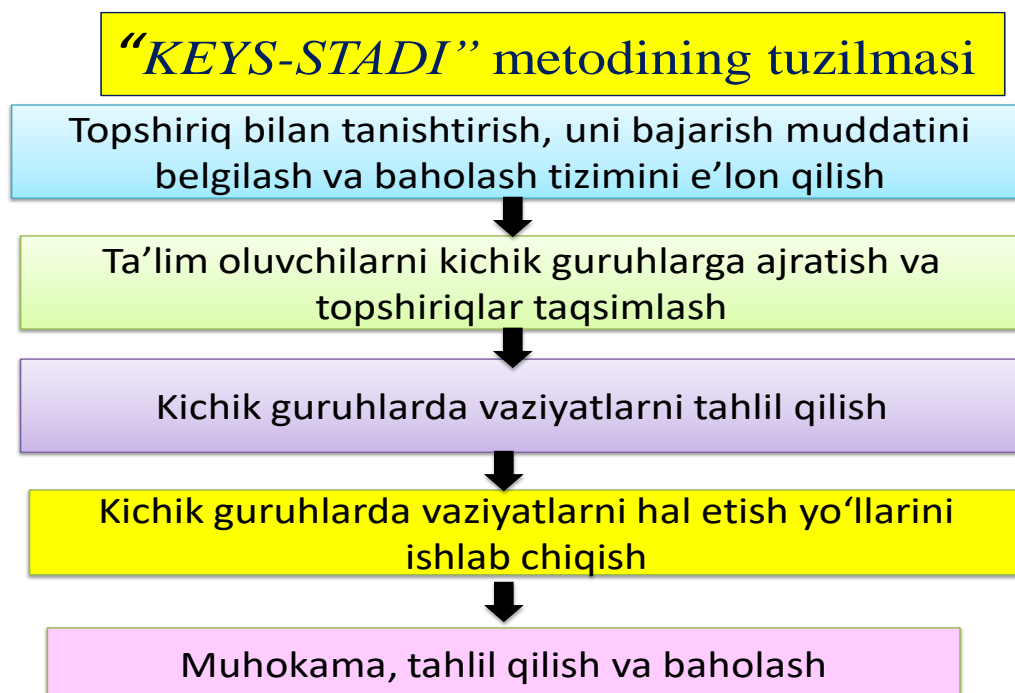 “KEYS-STADI” metodining tuzilmasi
Topshiriq bilan tanishtirish, uni bajarish muddatini
belgilash va baholash tizimini e’lon qilish
Ta’lim oluvchilarni kichik guruhlarga ajratish va
topshiriqlar taqsimlash
Kichik guruhlarda vaziyatlarni tahlil qilish
Kichik guruhlarda vaziyatlarni hal etish yo‘llarini
ishlab chiqish
Muhokama, tahlil qilish va baholash